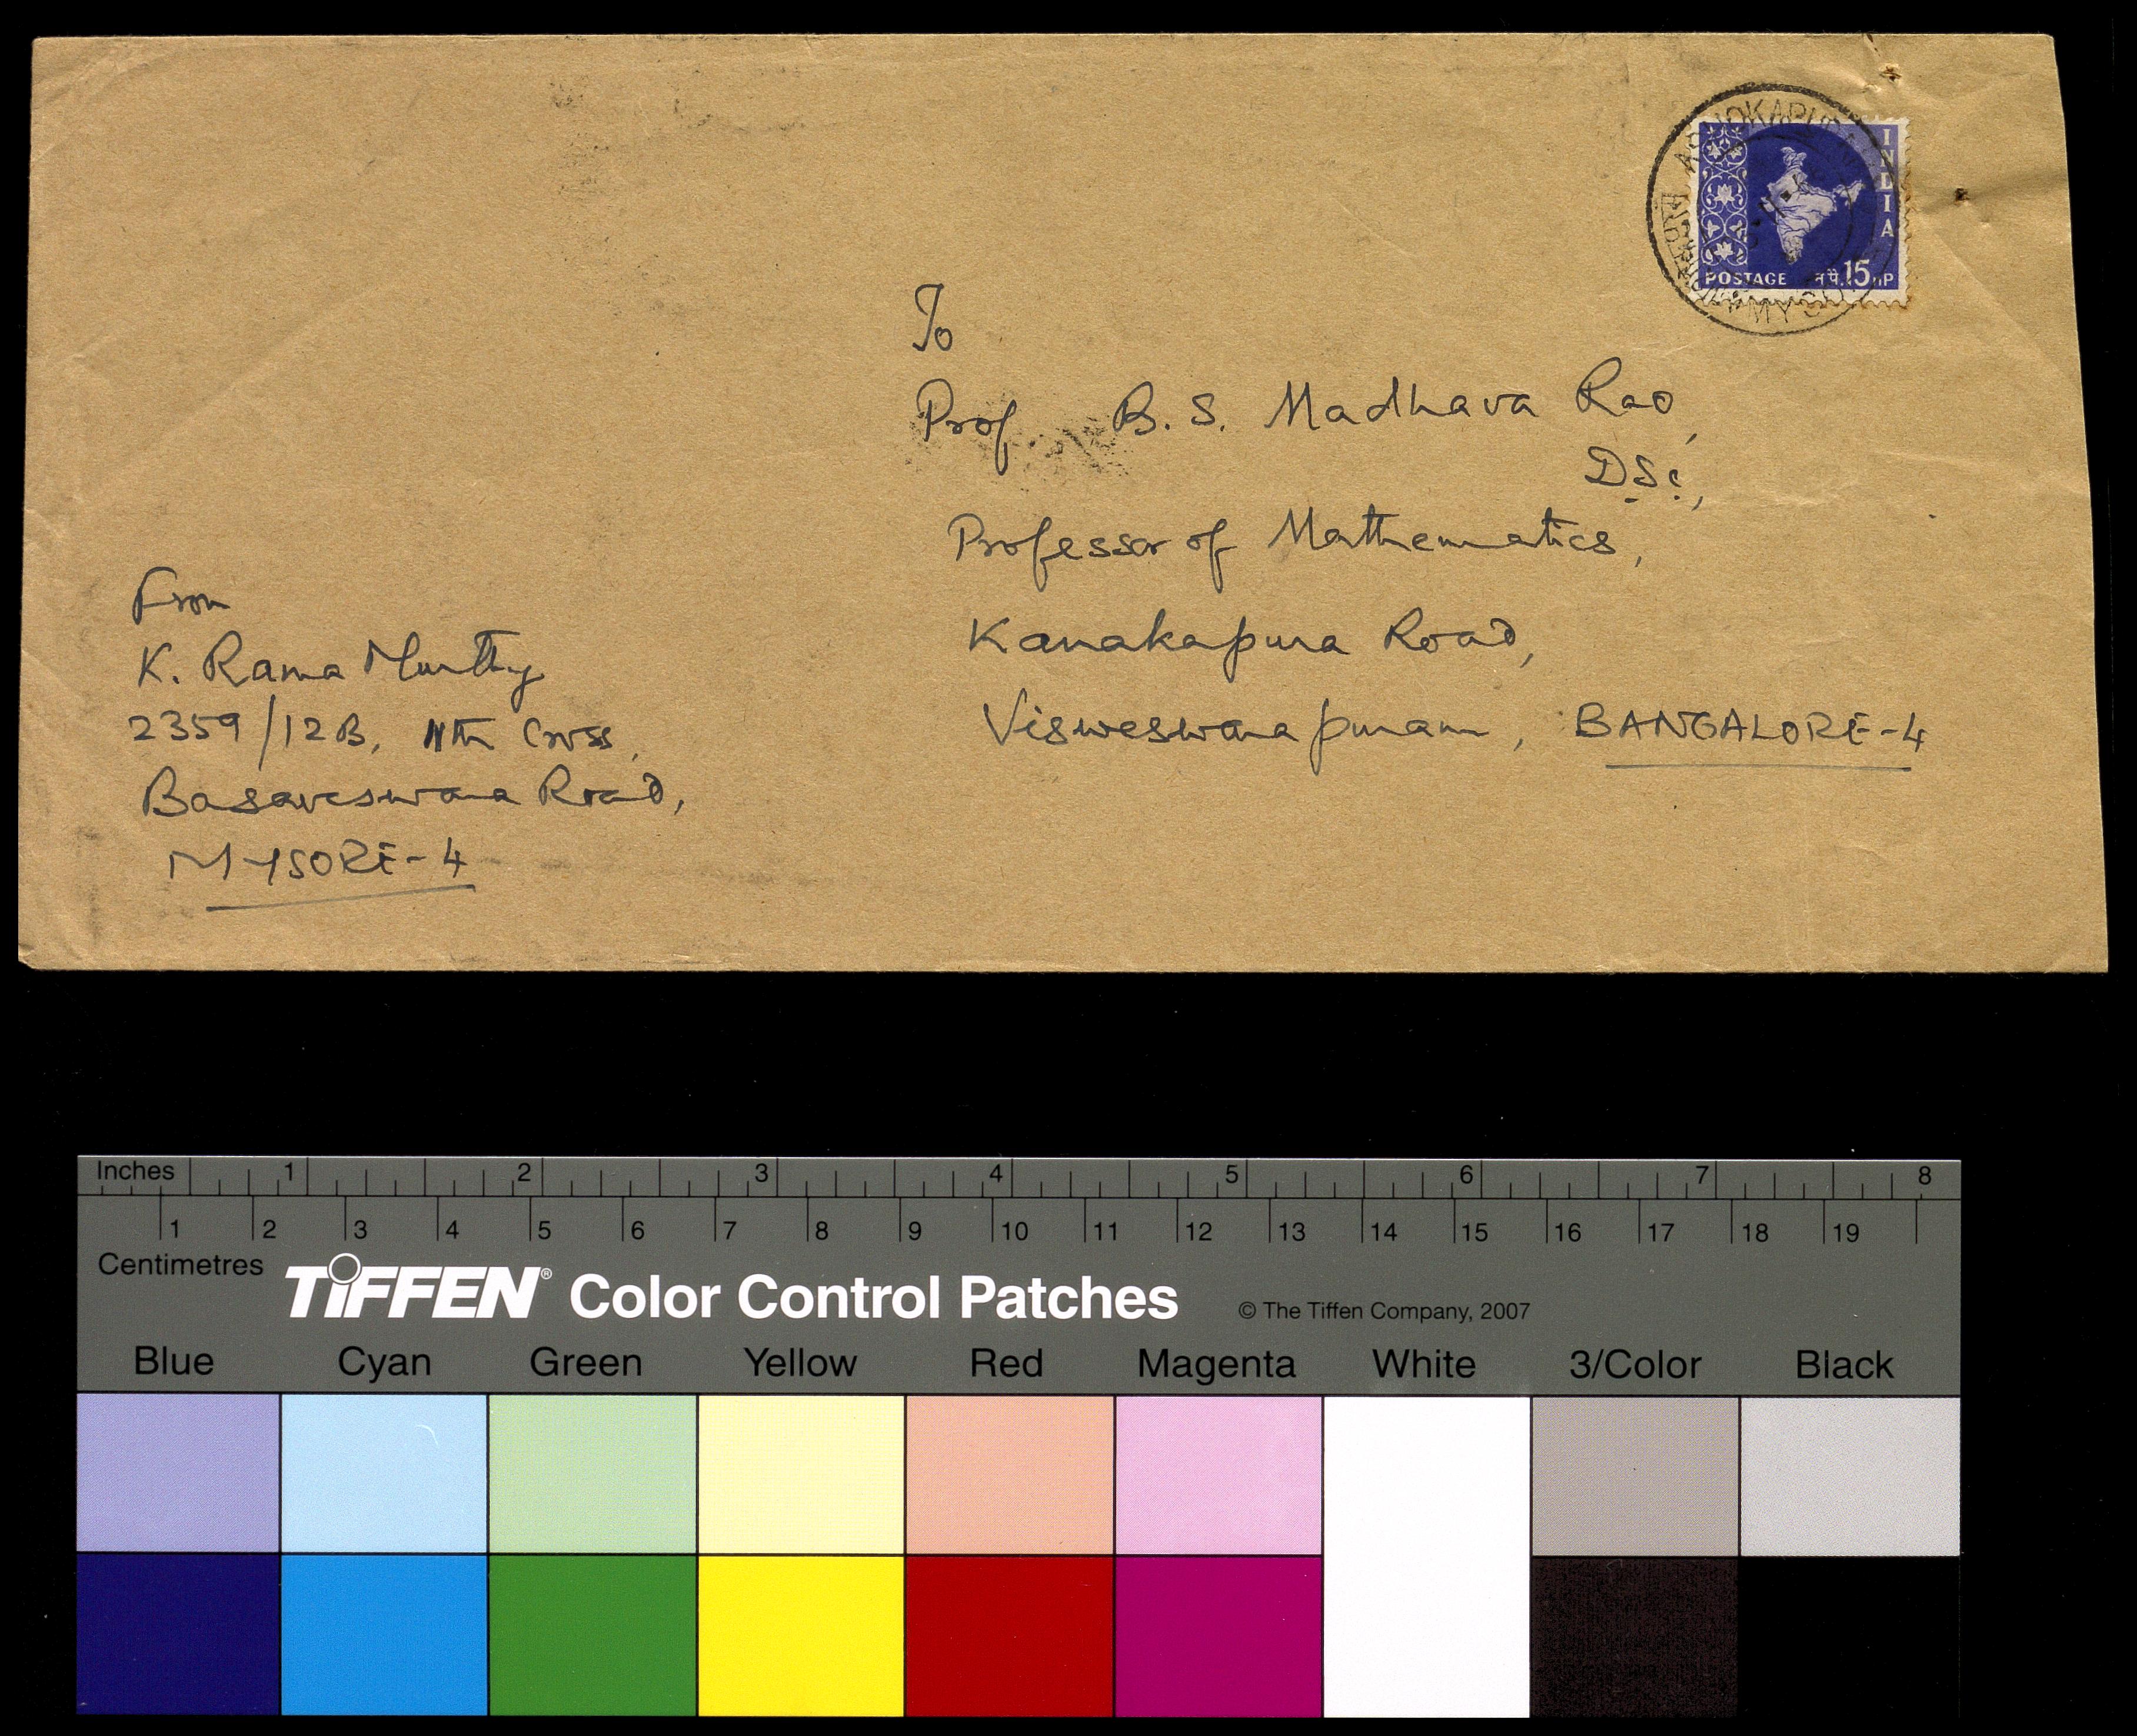 INDIA
POSTAGE न.पै.15 nP
ASHOKAPURAM
MYSORE
To
Prof B. S. Madhava Rao,
D.Sc.,
Professor of Mathematics,
Kanakapura Road,
Visweswarapuram, BANGALORE-4
From
K. Rama Murthy
2359/12B, IVth Cross,
Basaveswara Road,
MYSORE-4
Inches 1 2 3 4 5 6 7 8
1 2 3 4 5 6 7 8 9 10 11 12 13 14 15 16 17 18 19
Centimetres
TIFFEN® Color Control Patches © The Tiffen Company, 2007
Blue Cyan Green Yellow Red Magenta White 3/Color Black